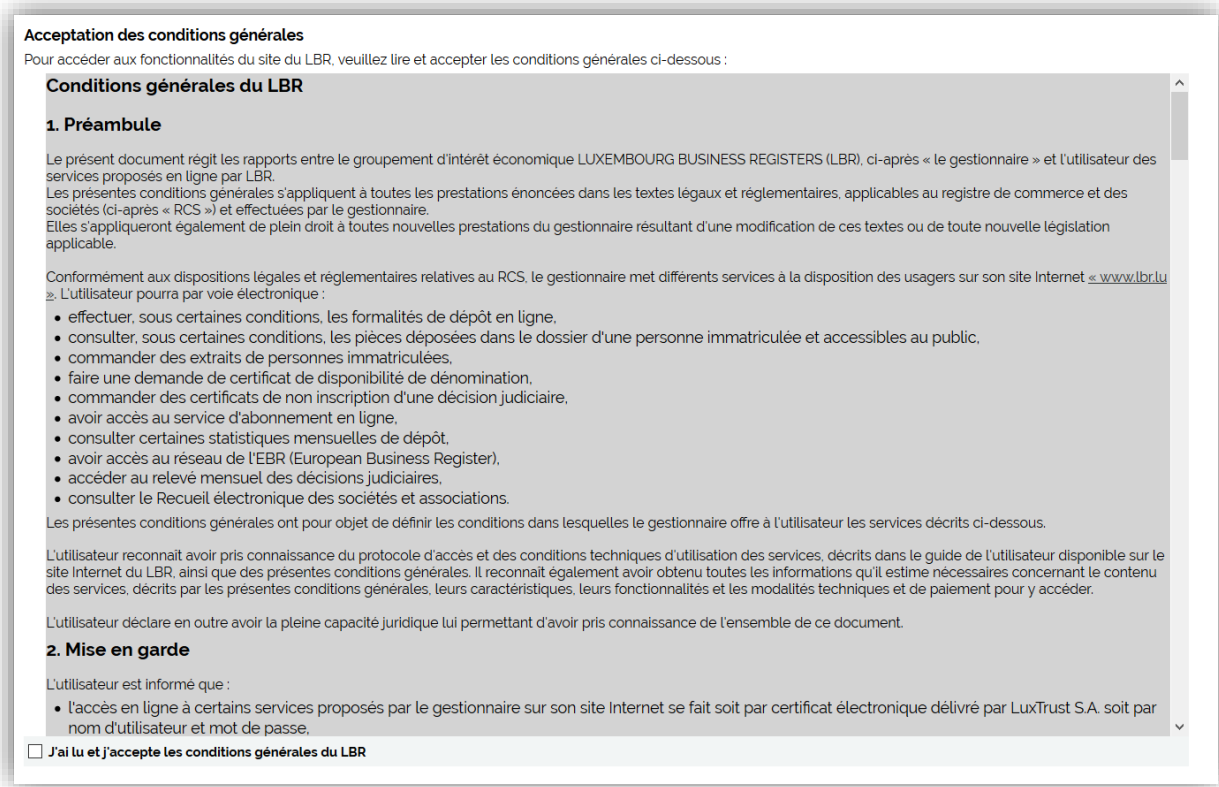 Acceptation des conditions générales
Pour accéder aux fonctionnalités du site du LBR, veuillez lire et accepter les conditions générales ci-dessous :
Conditions générales du LBR
1. Préambule
Le présent document régit les rapports entre le groupement d'intérêt économique LUXEMBOURG BUSINESS REGISTERS (LBR), ci-après « le gestionnaire » et l'utilisateur des
services proposés en ligne par LBR.
Les présentes conditions générales s'appliquent à toutes les prestations énoncées dans les textes légaux et réglementaires, applicables au registre de commerce et des
sociétés (ci-après « RCS ») et effectuées par le gestionnaire.
Elles s'appliqueront également de plein droit à toutes nouvelles prestations du gestionnaire résultant d'une modification de ces textes ou de toute nouvelle législation
applicable.
Conformément aux dispositions légales et réglementaires relatives au RCS, le gestionnaire met différents services à la disposition des usagers sur son site Internet « www.lbr.lu
». L'utilisateur pourra par voie électronique :
• effectuer, sous certaines conditions, les formalités de dépôt en ligne,
• consulter, sous certaines conditions, les pièces déposées dans le dossier d'une personne immatriculée et accessibles au public,
• commander des extraits de personnes immatriculées,
• faire une demande de certificat de disponibilité de dénomination,
• commander des certificats de non inscription d'une décision judiciaire,
• avoir accès au service d'abonnement en ligne,
• consulter certaines statistiques mensuelles de dépôt,
• avoir accès au réseau de l'EBR (European Business Register),
• accéder au relevé mensuel des décisions judiciaires,
• consulter le Recueil électronique des sociétés et associations.
Les présentes conditions générales ont pour objet de définir les conditions dans lesquelles le gestionnaire offre à l'utilisateur les services décrits ci-dessous.
L'utilisateur reconnaît avoir pris connaissance du protocole d'accès et des conditions techniques d'utilisation des services, décrits dans le guide de l'utilisateur disponible sur le
site Internet du LBR, ainsi que des présentes conditions générales. Il reconnait également avoir obtenu toutes les informations qu'il estime nécessaires concernant le contenu
des services, décrits par les présentes conditions générales, leurs caractéristiques, leurs fonctionnalités et les modalités techniques et de paiement pour y accéder.
L'utilisateur déclare en outre avoir la pleine capacité juridique lui permettant d'avoir pris connaissance de l'ensemble de ce document.
2. Mise en garde
L'utilisateur est informé que :
• l'accès en ligne à certains services proposés par le gestionnaire sur son site Internet se fait soit par certificat électronique délivré par LuxTrust S.A. soit par
nom d'utilisateur et mot de passe,
J'ai lu et j'accepte les conditions générales du LBR